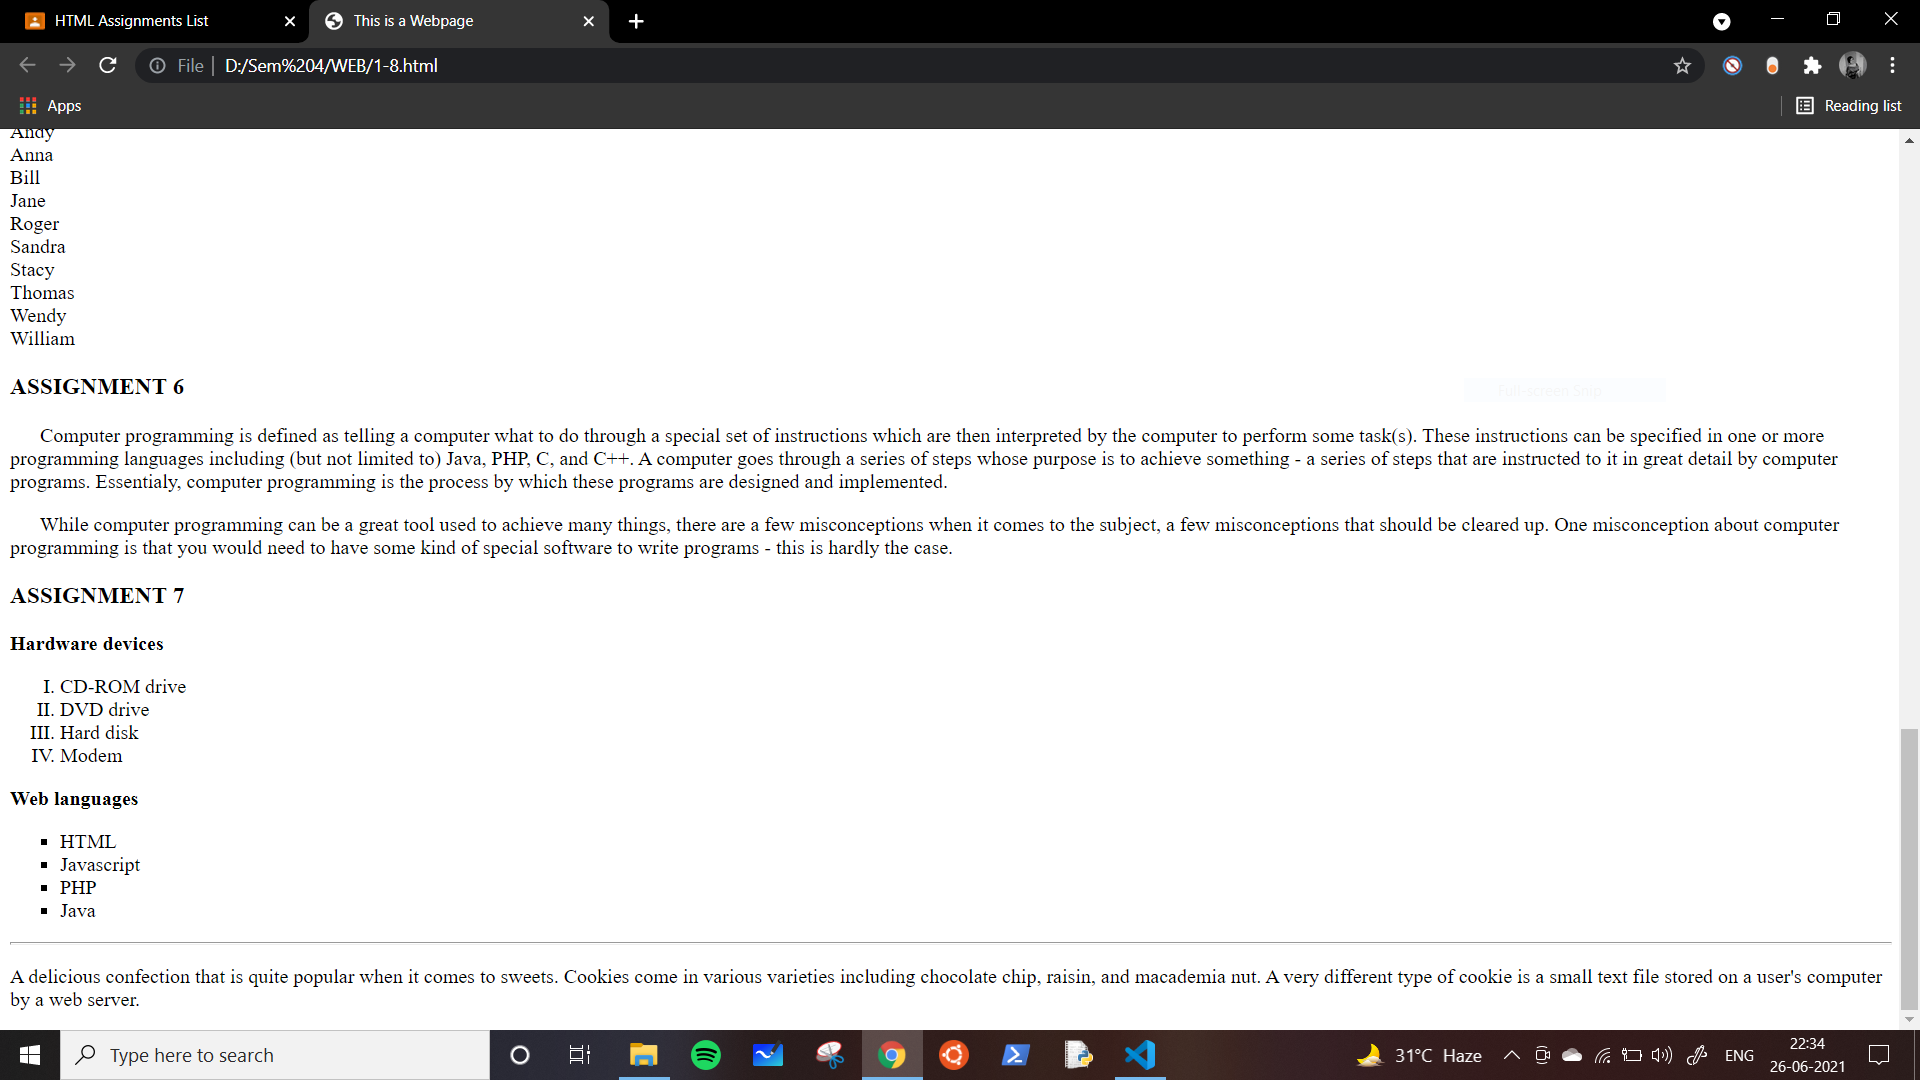 HTML Assignments List
This is a Webpage
File | D:/Sem%204/WEB/1-8.html
Apps
Reading list
Andy
Anna
Bill
Jane
Roger
Sandra
Stacy
Thomas
Wendy
William
ASSIGNMENT 6
Full-screen Snip
Computer programming is defined as telling a computer what to do through a special set of instructions which are then interpreted by the computer to perform some task(s). These instructions can be specified in one or more
programming languages including (but not limited to) Java, PHP, C, and C++. A computer goes through a series of steps whose purpose is to achieve something - a series of steps that are instructed to it in great detail by computer
programs. Essentialy, computer programming is the process by which these programs are designed and implemented.
While computer programming can be a great tool used to achieve many things, there are a few misconceptions when it comes to the subject, a few misconceptions that should be cleared up. One misconception about computer
programming is that you would need to have some kind of special software to write programs - this is hardly the case.
ASSIGNMENT 7
Hardware devices
I. CD-ROM drive
II. DVD drive
III. Hard disk
IV. Modem
Web languages
HTML
Javascript
PHP
Java
A delicious confection that is quite popular when it comes to sweets. Cookies come in various varieties including chocolate chip, raisin, and macademia nut. A very different type of cookie is a small text file stored on a user's computer
by a web server.
Type here to search
31°C Haze
ENG
22:34
26-06-2021